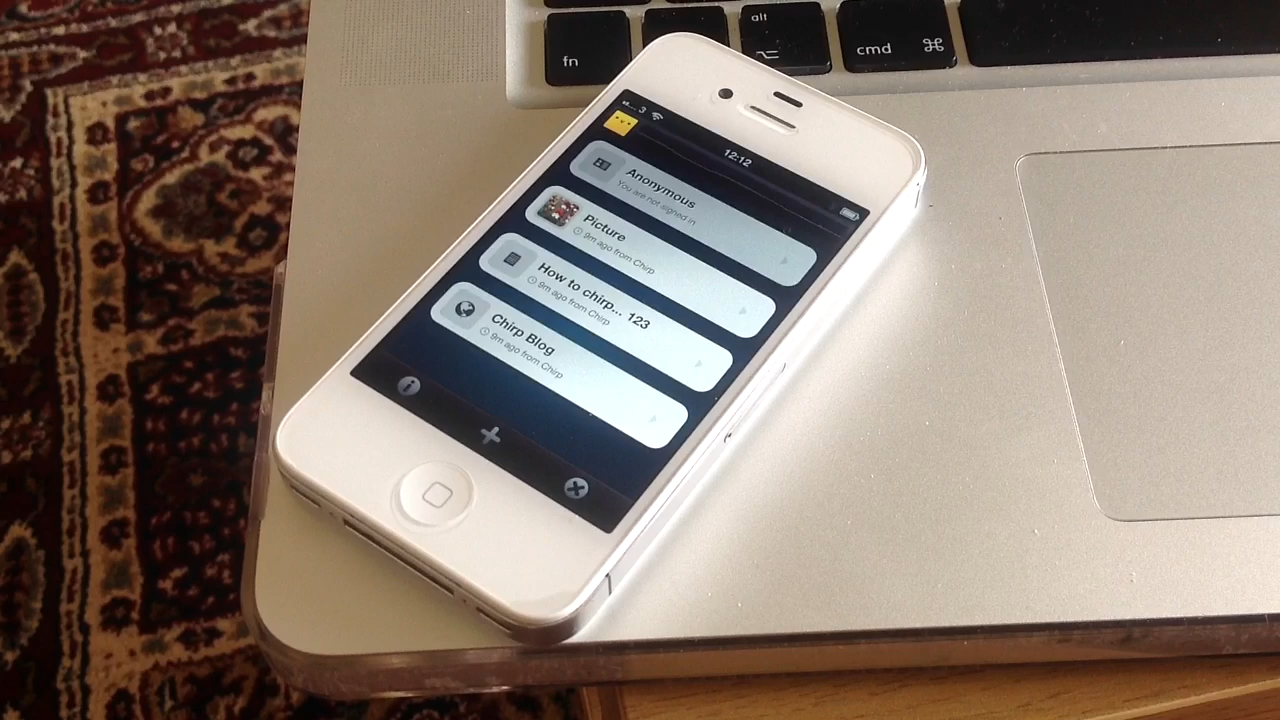 alt
fn
cmd ⌘
3
12:12
Anonymous
You are not signed in
Picture
9m ago from Chirp
How to chirp... 123
9m ago from Chirp
Chirp Blog
9m ago from Chirp